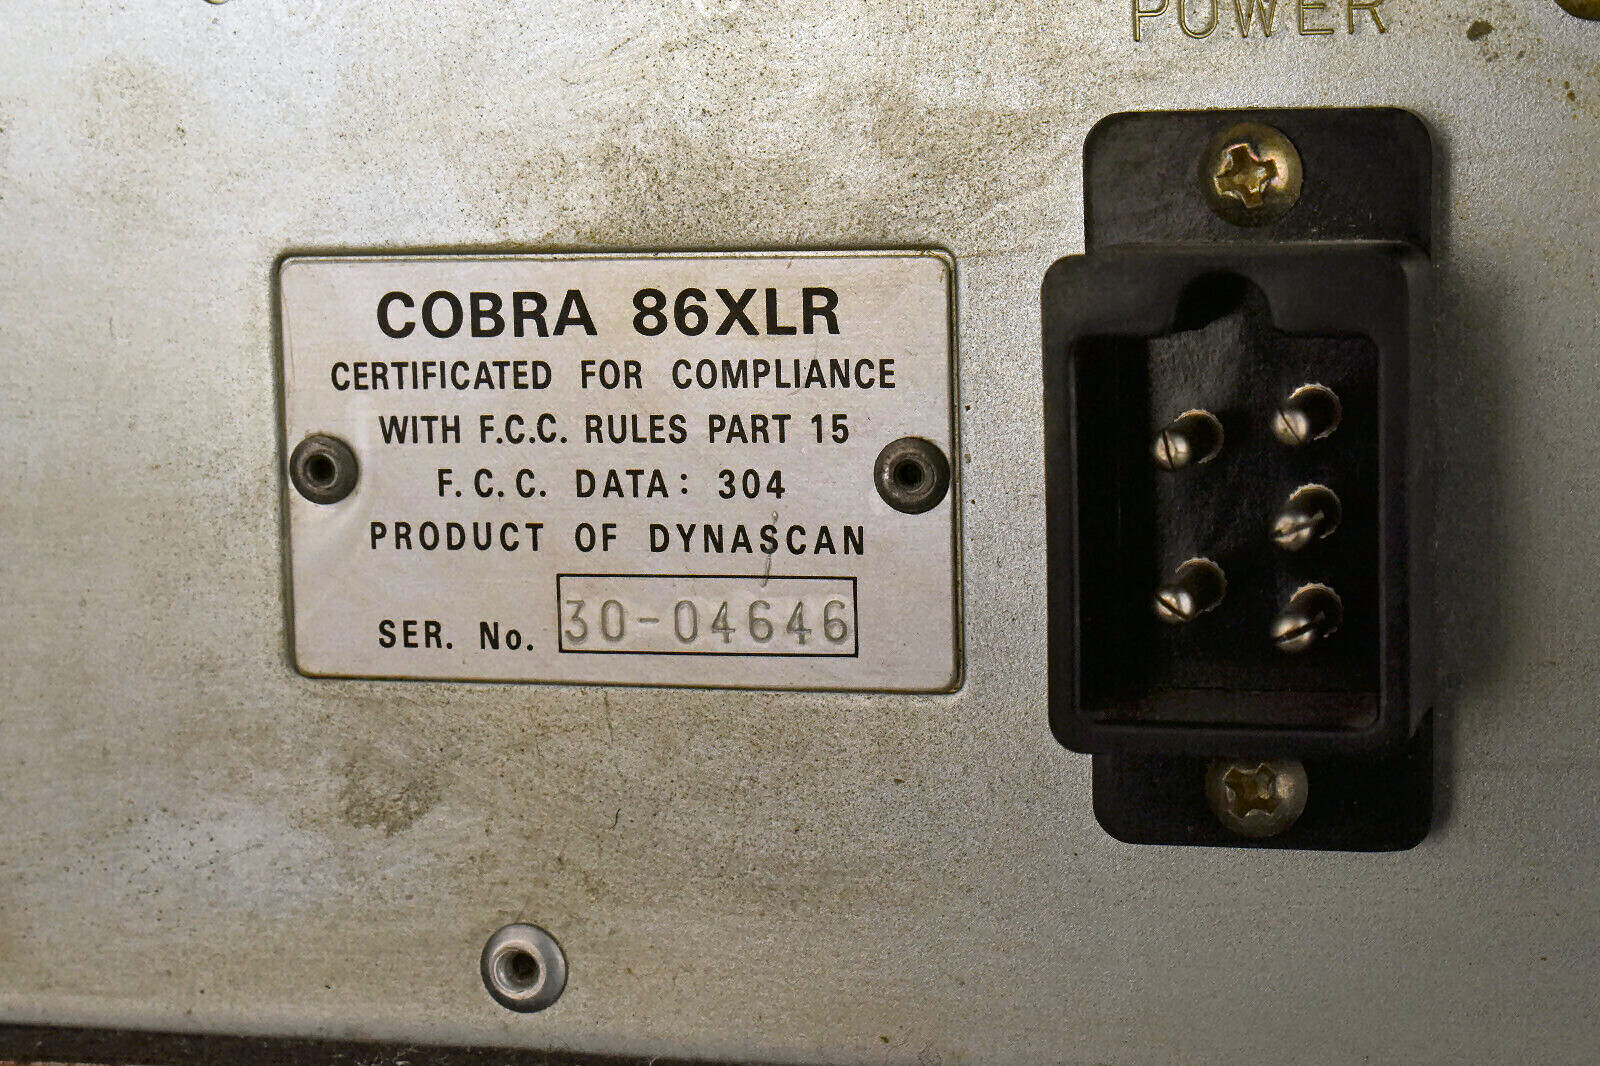 POWER
COBRA 86XLR
CERTIFICATED FOR COMPLIANCE
WITH F.C.C. RULES PART 15
F.C.C. DATA: 304
PRODUCT OF DYNASCAN
SER. No. 30-04646